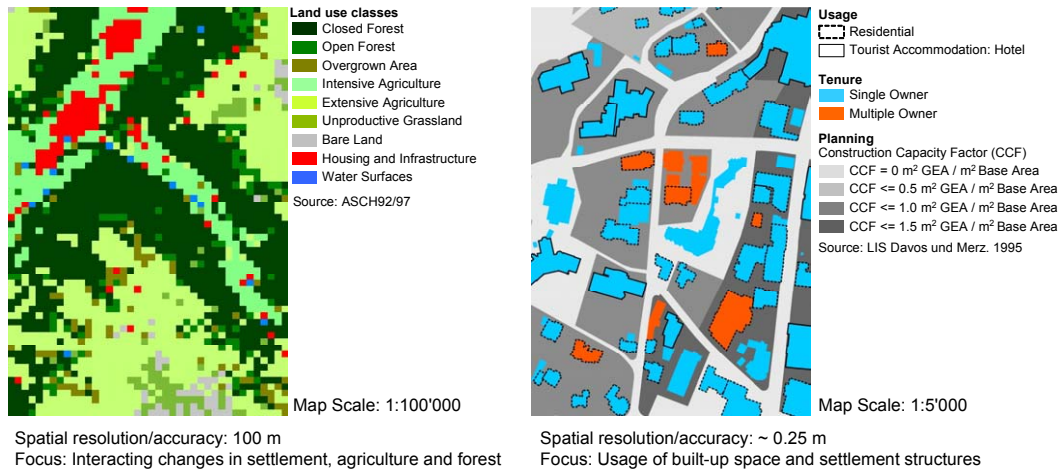 Land use classes
Closed Forest
Open Forest
Overgrown Area
Intensive Agriculture
Extensive Agriculture
Unproductive Grassland
Bare Land
Housing and Infrastructure
Water Surfaces
Source: ASCH92/97
Map Scale: 1:100'000
Spatial resolution/accuracy: 100 m
Focus: Interacting changes in settlement, agriculture and forest
Usage
Residential
Tourist Accommodation: Hotel
Tenure
Single Owner
Multiple Owner
Planning
Construction Capacity Factor (CCF)
CCF = 0 m² GEA / m² Base Area
CCF <= 0.5 m² GEA / m² Base Area
CCF <= 1.0 m² GEA / m² Base Area
CCF <= 1.5 m² GEA / m² Base Area
Source: LIS Davos und Merz. 1995
Map Scale: 1:5'000
Spatial resolution/accuracy: ~ 0.25 m
Focus: Usage of built-up space and settlement structures